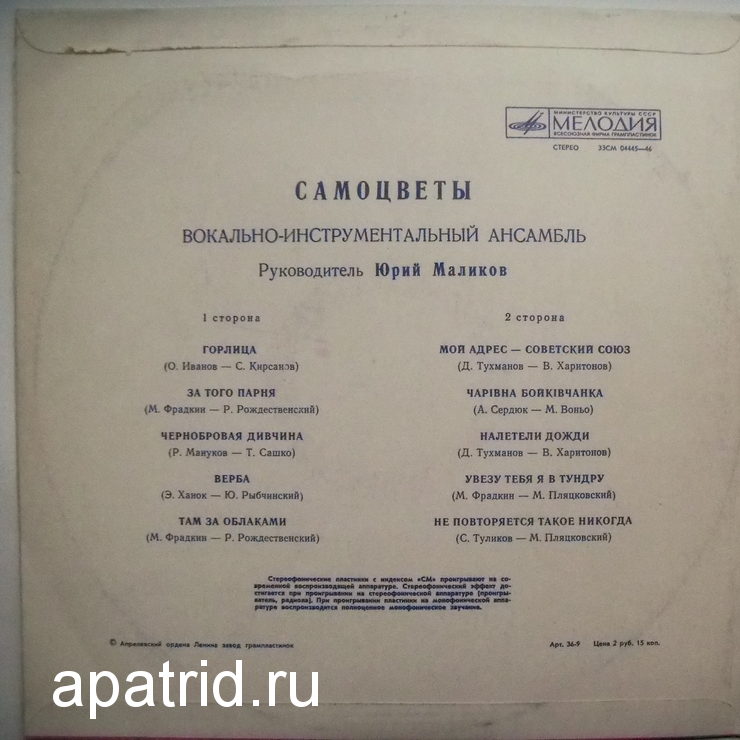 МИНИСТЕРСТВО КУЛЬТУРЫ СССР
МЕЛОДИЯ
ВСЕСОЮЗНАЯ ФИРМА ГРАМПЛАСТИНОК
СТЕРЕО 33СМ 04445—46
САМОЦВЕТЫ
ВОКАЛЬНО-ИНСТРУМЕНТАЛЬНЫЙ АНСАМБЛЬ
Руководитель Юрий Маликов
1 сторона
ГОРЛИЦА
(О. Иванов — С. Кирсанов)
ЗА ТОГО ПАРНЯ
(М. Фрадкин — Р. Рождественский)
ЧЕРНОБРОВАЯ ДИВЧИНА
(Р. Мануков — Т. Сашко)
ВЕРБА
(Э. Ханок — Ю. Рыбчинский)
ТАМ ЗА ОБЛАКАМИ
(М. Фрадкин — Р. Рождественский)
2 сторона
МОЙ АДРЕС — СОВЕТСКИЙ СОЮЗ
(Д. Тухманов — В. Харитонов)
ЧАРІВНА БОЙКІВЧАНКА
(А. Сердюк — М. Воньо)
НАЛЕТЕЛИ ДОЖДИ
(Д. Тухманов — В. Харитонов)
УВЕЗУ ТЕБЯ Я В ТУНДРУ
(М. Фрадкин — М. Пляцковский)
НЕ ПОВТОРЯЕТСЯ ТАКОЕ НИКОГДА
(С. Туликов — М. Пляцковский)
Стереофонические пластинки с индексом «СМ» проигрывают на со-
временной воспроизводящей аппаратуре. Стереофонический эффект до-
стигается при проигрывании на стереофонической аппаратуре (проигры-
ватель, радиола). При проигрывании пластинки на монофонической аппа-
ратуре воспроизводится полноценное монофоническое звучание.
© Апрелевский ордена Ленина завод грампластинок
Арт. 36-9 Цена 2 руб. 15 коп.
apatrid.ru